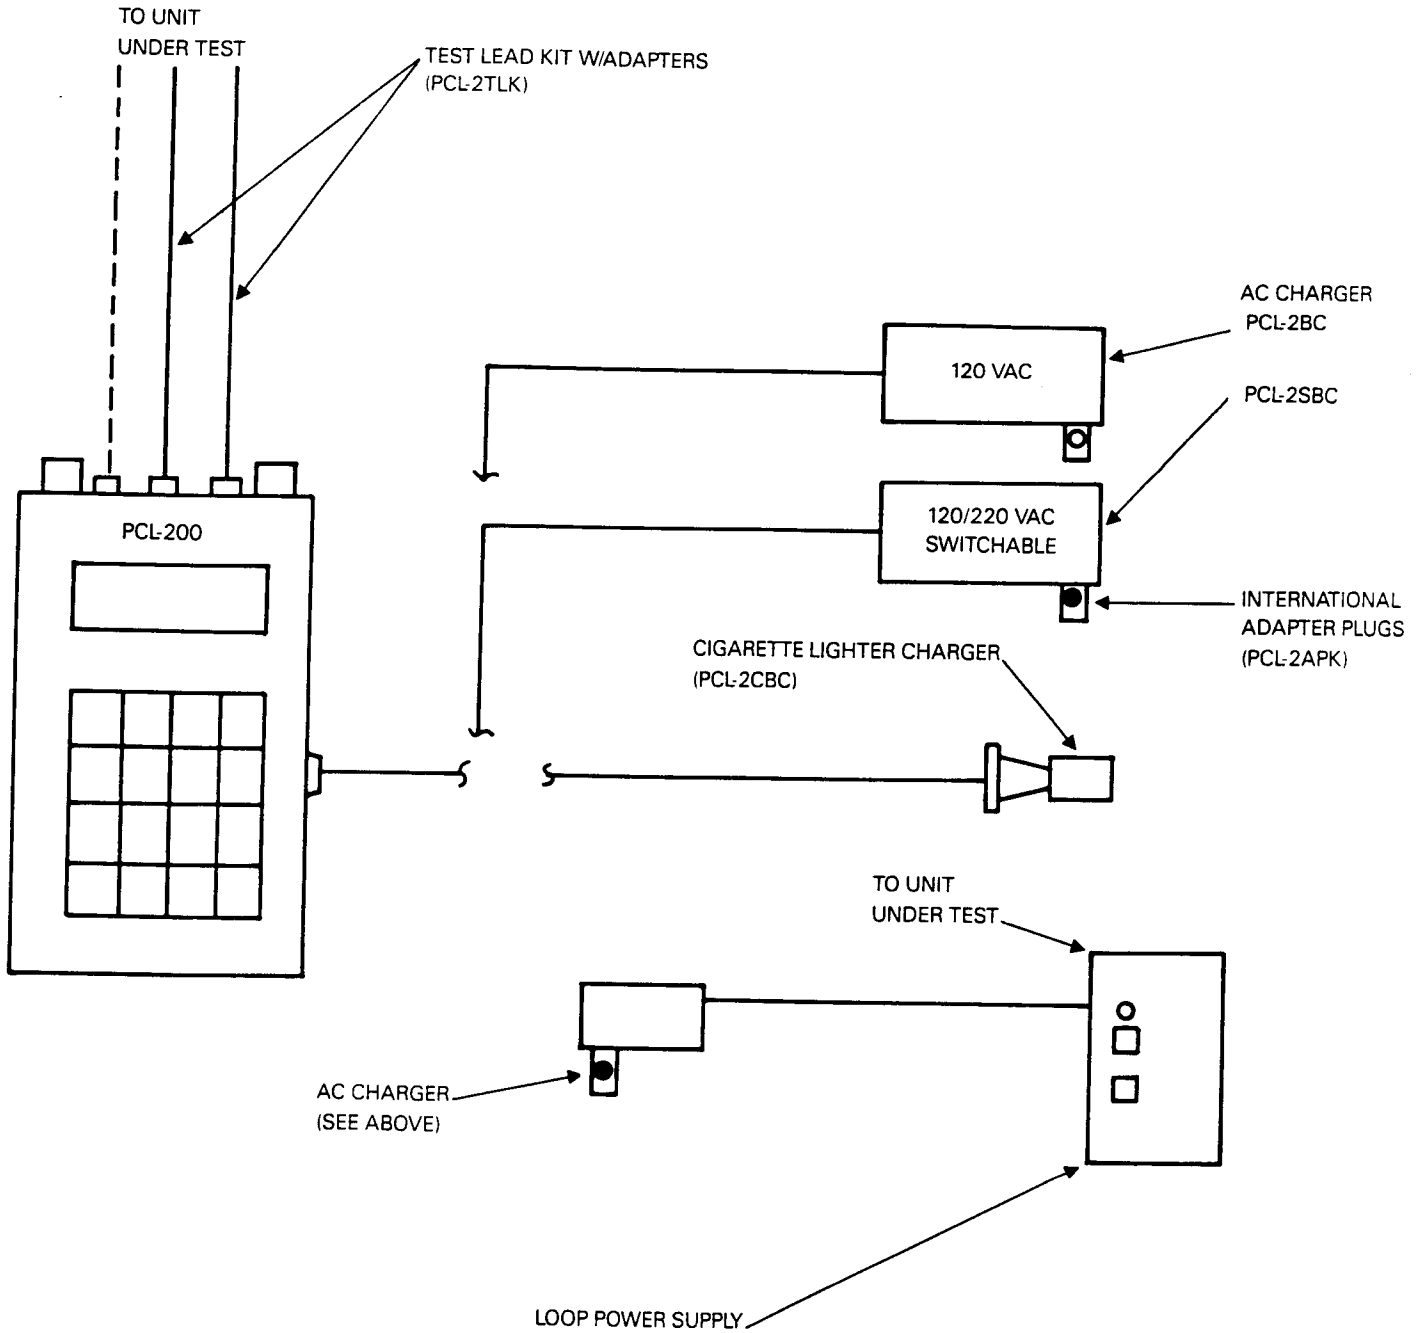 TO UNIT
UNDER TEST
TEST LEAD KIT W/ADAPTERS
(PCL-2TLK)
AC CHARGER
PCL-2BC
120 VAC
PCL-2SBC
120/220 VAC
SWITCHABLE
PCL-200
INTERNATIONAL
ADAPTER PLUGS
(PCL-2APK)
CIGARETTE LIGHTER CHARGER
(PCL-2CBC)
TO UNIT
UNDER TEST
AC CHARGER
(SEE ABOVE)
LOOP POWER SUPPLY